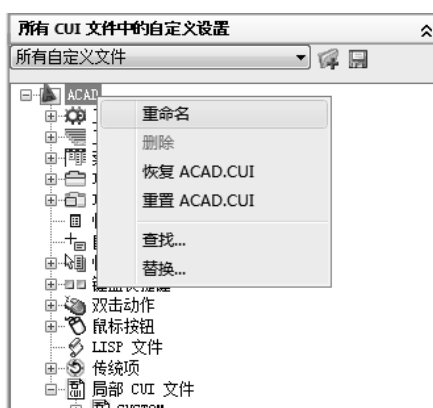 所有 CUI 文件中的自定义设置
所有自定义文件
ACAD
重命名
删除
恢复 ACAD.CUI
重置 ACAD.CUI
查找...
替换...
双击动作
鼠标按钮
LISP 文件
传统项
局部 CUI 文件